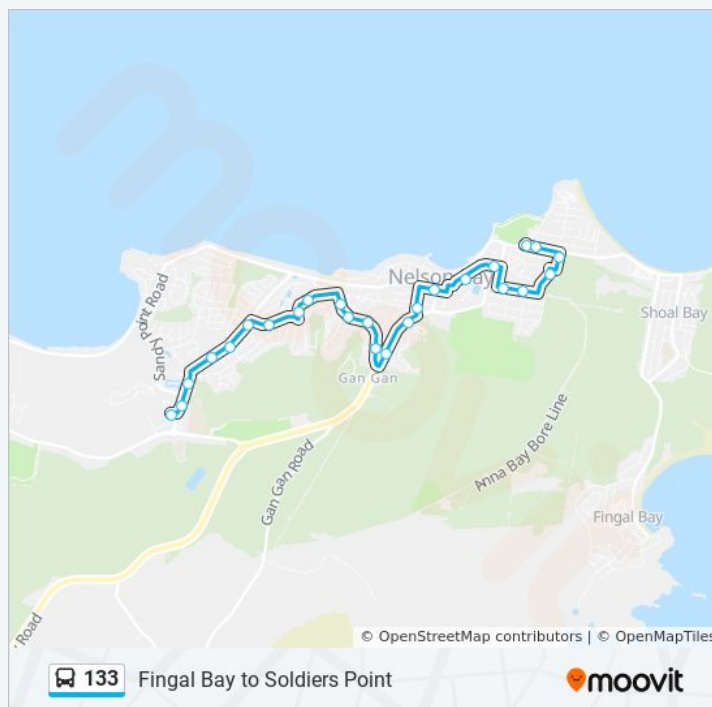 Nelson Bay
Sandy Point Road
Shoal Bay
Gan Gan
Anna Bay Bore Line
Gan Gan Road
Fingal Bay
Road
© OpenStreetMap contributors | © OpenMapTiles
133 Fingal Bay to Soldiers Point
moovit